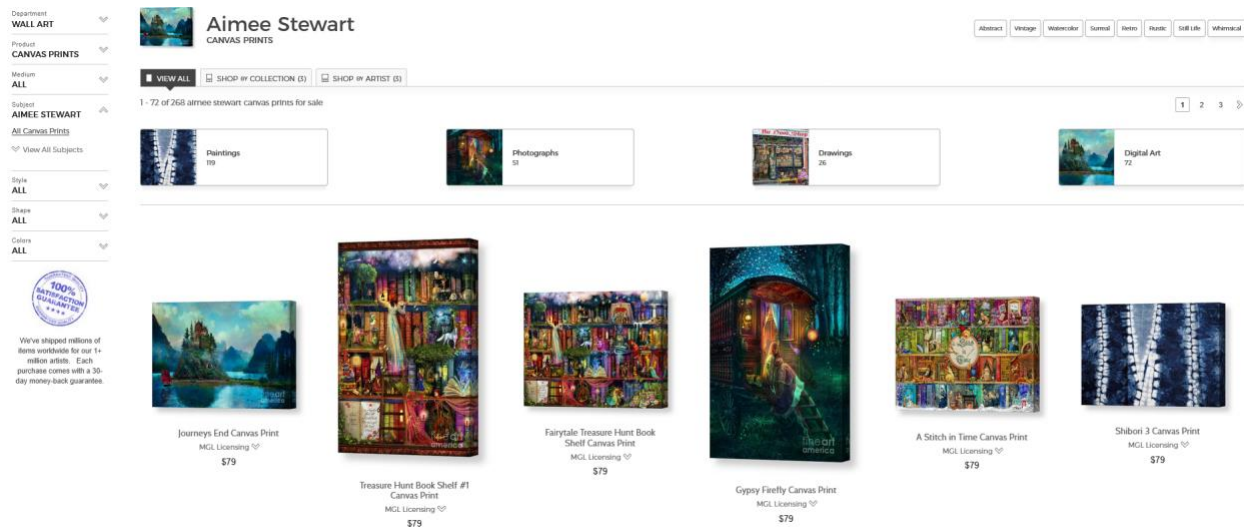 Department
WALL ART
Product
CANVAS PRINTS
Medium
ALL
Subject
AIMEE STEWART
All Canvas Prints
View All Subjects
Style
ALL
Shape
ALL
Colors
ALL
100%
SATISFACTION
GUARANTEE
We've shipped millions of
items worldwide for our 1+
million artists. Each
purchase comes with a 30-
day money-back guarantee.
Aimee Stewart
CANVAS PRINTS
Abstract Vintage Watercolor Surreal Retro Rustic Still Life Whimsical
VIEW ALL SHOP BY COLLECTION (3) SHOP BY ARTIST (5)
1 - 72 of 268 aimee stewart canvas prints for sale
1 2 3
Paintings
119
Photographs
51
Drawings
26
Digital Art
72
Journeys End Canvas Print
MGL Licensing
$79
fineart
america
Treasure Hunt Book Shelf #1
Canvas Print
MGL Licensing
$79
Fairytale Treasure Hunt Book
Shelf Canvas Print
MGL Licensing
$79
fineart
america
Gypsy Firefly Canvas Print
MGL Licensing
$79
A Stitch in Time Canvas Print
MGL Licensing
$79
Shibori 3 Canvas Print
MGL Licensing
$79